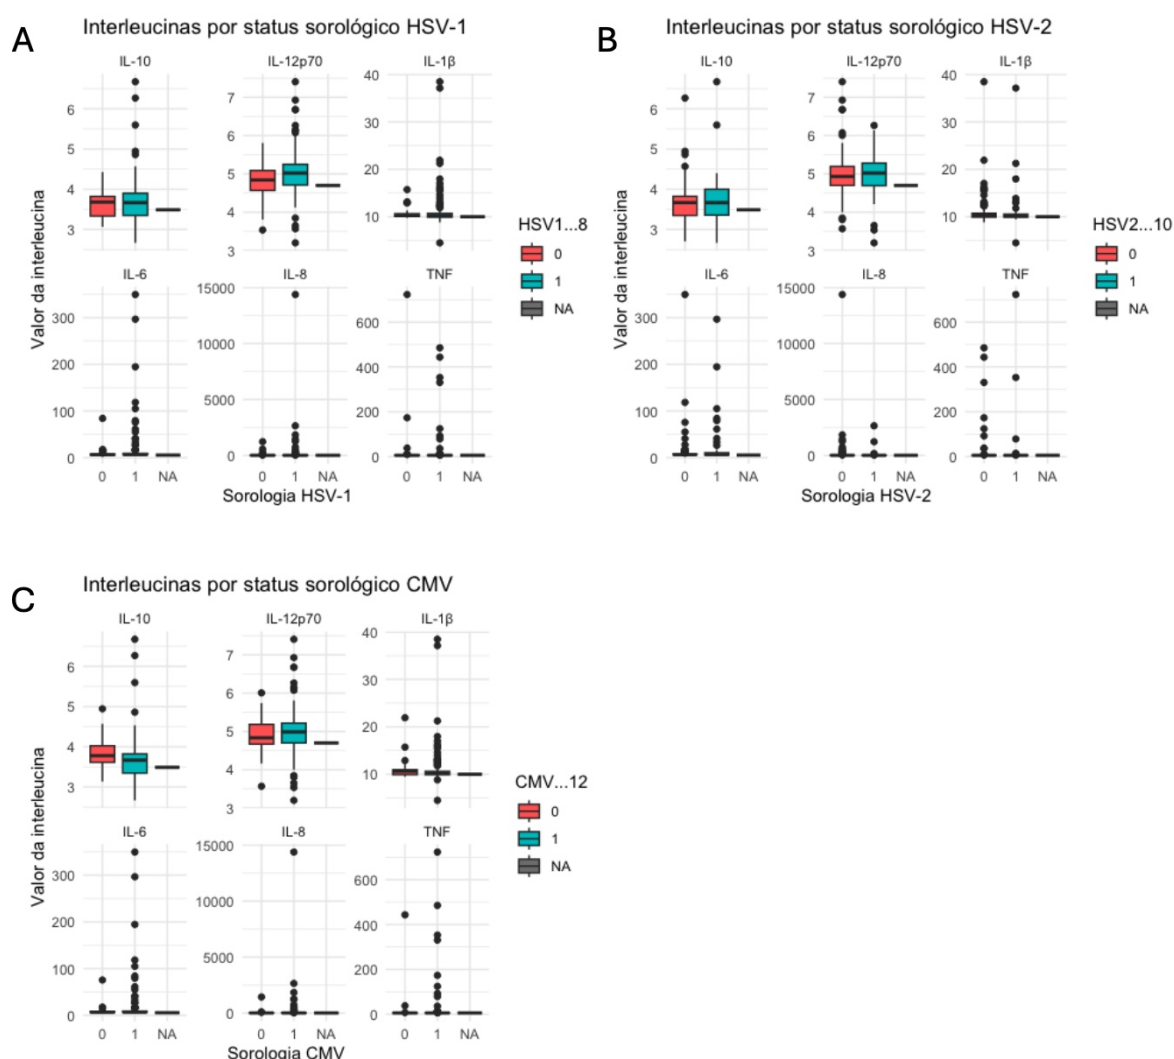 A
Interleucinas por status sorológico HSV-1
IL-10
IL-12p70
IL-1β
6
5
4
3
7
6
5
4
3
40
30
20
10
IL-6
IL-8
TNF
300
200
100
0
15000
10000
5000
0
600
400
200
0
0 1 NA
0 1 NA
0 1 NA
Valor da interleucina
Sorologia HSV-1
HSV1...8
0
1
NA
B
Interleucinas por status sorológico HSV-2
IL-10
IL-12p70
IL-1β
6
5
4
3
7
6
5
4
3
40
30
20
10
IL-6
IL-8
TNF
300
200
100
0
15000
10000
5000
0
600
400
200
0
0 1 NA
0 1 NA
0 1 NA
Valor da interleucina
Sorologia HSV-2
HSV2...10
0
1
NA
C
Interleucinas por status sorológico CMV
IL-10
IL-12p70
IL-1β
6
5
4
3
7
6
5
4
3
40
30
20
10
IL-6
IL-8
TNF
300
200
100
0
15000
10000
5000
0
600
400
200
0
0 1 NA
0 1 NA
0 1 NA
Valor da interleucina
Sorologia CMV
CMV...12
0
1
NA